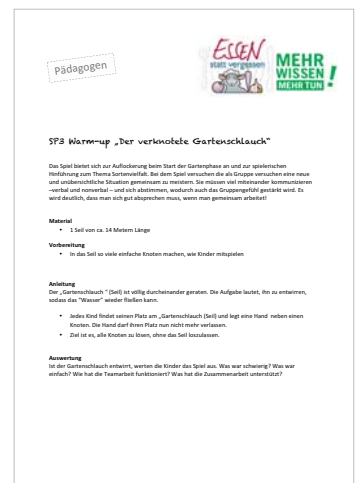 Pädagogen
ESSEN
statt vergessen
MEHR
WISSEN
MEHR TUN !
SP3 Warm-up „Der verknotete Gartenschlauch"
Das Spiel bietet sich zur Auflockerung beim Start der Gartenphase an und zur spielerischen
Hinführung zum Thema Sortenvielfalt. Bei dem Spiel versuchen die als Gruppe versuchen eine neue
und unübersichtliche Situation gemeinsam zu meistern. Sie müssen viel miteinander kommunizieren
–verbal und nonverbal – und sich abstimmen, wodurch auch das Gruppengefühl gestärkt wird. Es
wird deutlich, dass man sich gut absprechen muss, wenn man gemeinsam arbeitet!
Material
• 1 Seil von ca. 14 Metern Länge
Vorbereitung
• In das Seil so viele einfache Knoten machen, wie Kinder mitspielen
Anleitung
Der „Gartenschlauch " (Seil) ist völlig durcheinander geraten. Die Aufgabe lautet, ihn zu entwirren,
sodass das "Wasser" wieder fließen kann.
• Jedes Kind findet seinen Platz am „Gartenschlauch (Seil) und legt eine Hand neben einen
Knoten. Die Hand darf ihren Platz nun nicht mehr verlassen.
• Ziel ist es, alle Knoten zu lösen, ohne das Seil loszulassen.
Auswertung
Ist der Gartenschlauch entwirrt, werten die Kinder das Spiel aus. Was war schwierig? Was war
einfach? Wie hat die Teamarbeit funktioniert? Was hat die Zusammenarbeit unterstützt?